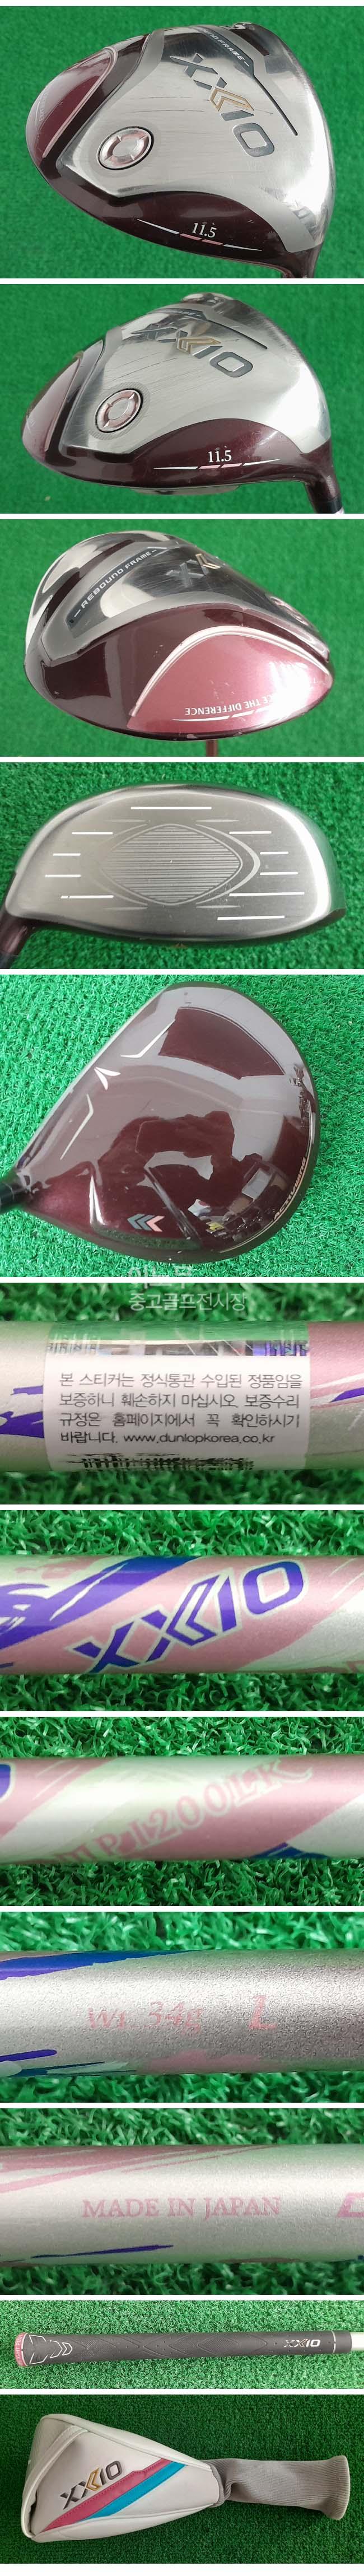 REBOUND FRAME
XXIO
11.5
XXIO
11.5
REBOUND FRAME
XX
THE DIFFERENCE
중고골프전시장
본 스티커는 정식통관 수입된 정품임을
보증하니 훼손하지 마십시오. 보증수리
규정은 홈페이지에서 꼭 확인하시기
바랍니다. www.dunlopkorea.co.kr
XXIO
MP1200LK
Wt. 34g L
MADE IN JAPAN
XXIO
XXIO